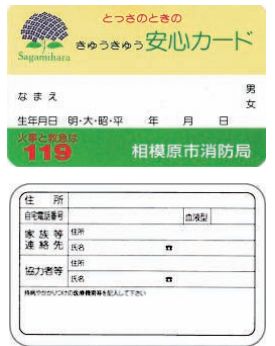 とっさのときの
きゅうきゅう安心カード
Sagamihara
なまえ
男
女
生年月日 明・大・昭・平 年 月 日
火事と救急は
119
相模原市消防局
住 所
自宅電話番号 血液型
家族等連絡先 住所
氏名 ☎
協力者等 住所
氏名 ☎
持病やかかりつけの医療機関等を記入して下さい